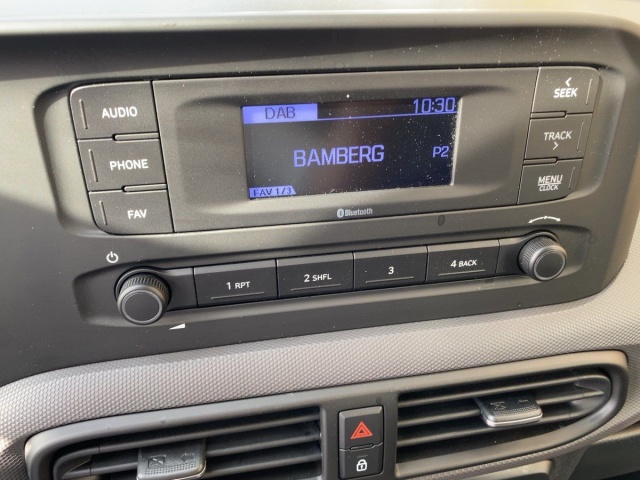 AUDIO
PHONE
FAV
DAB 10:30
BAMBERG P2
FAV 1/3
Bluetooth
SEEK
TRACK
MENU
CLOCK
1 RPT
2 SHFL
3
4 BACK